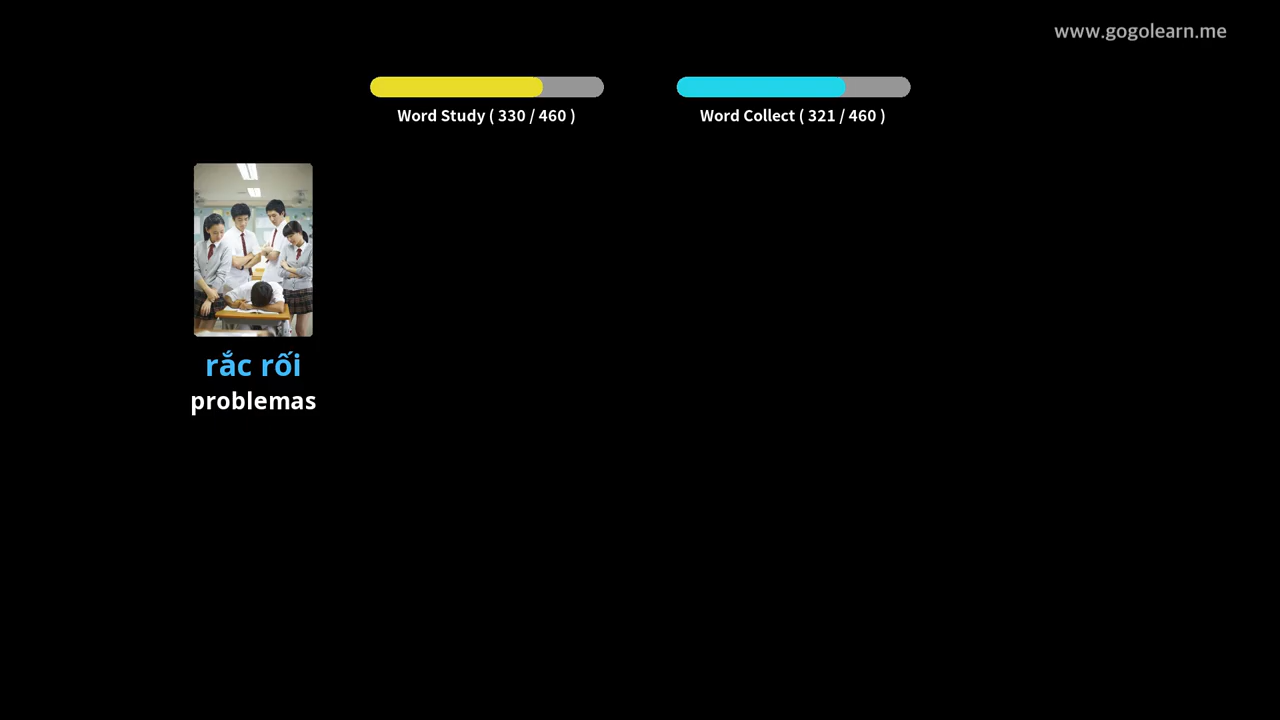 www.gogolearn.me
Word Study ( 330 / 460 )
Word Collect ( 321 / 460 )
rắc rối
problemas